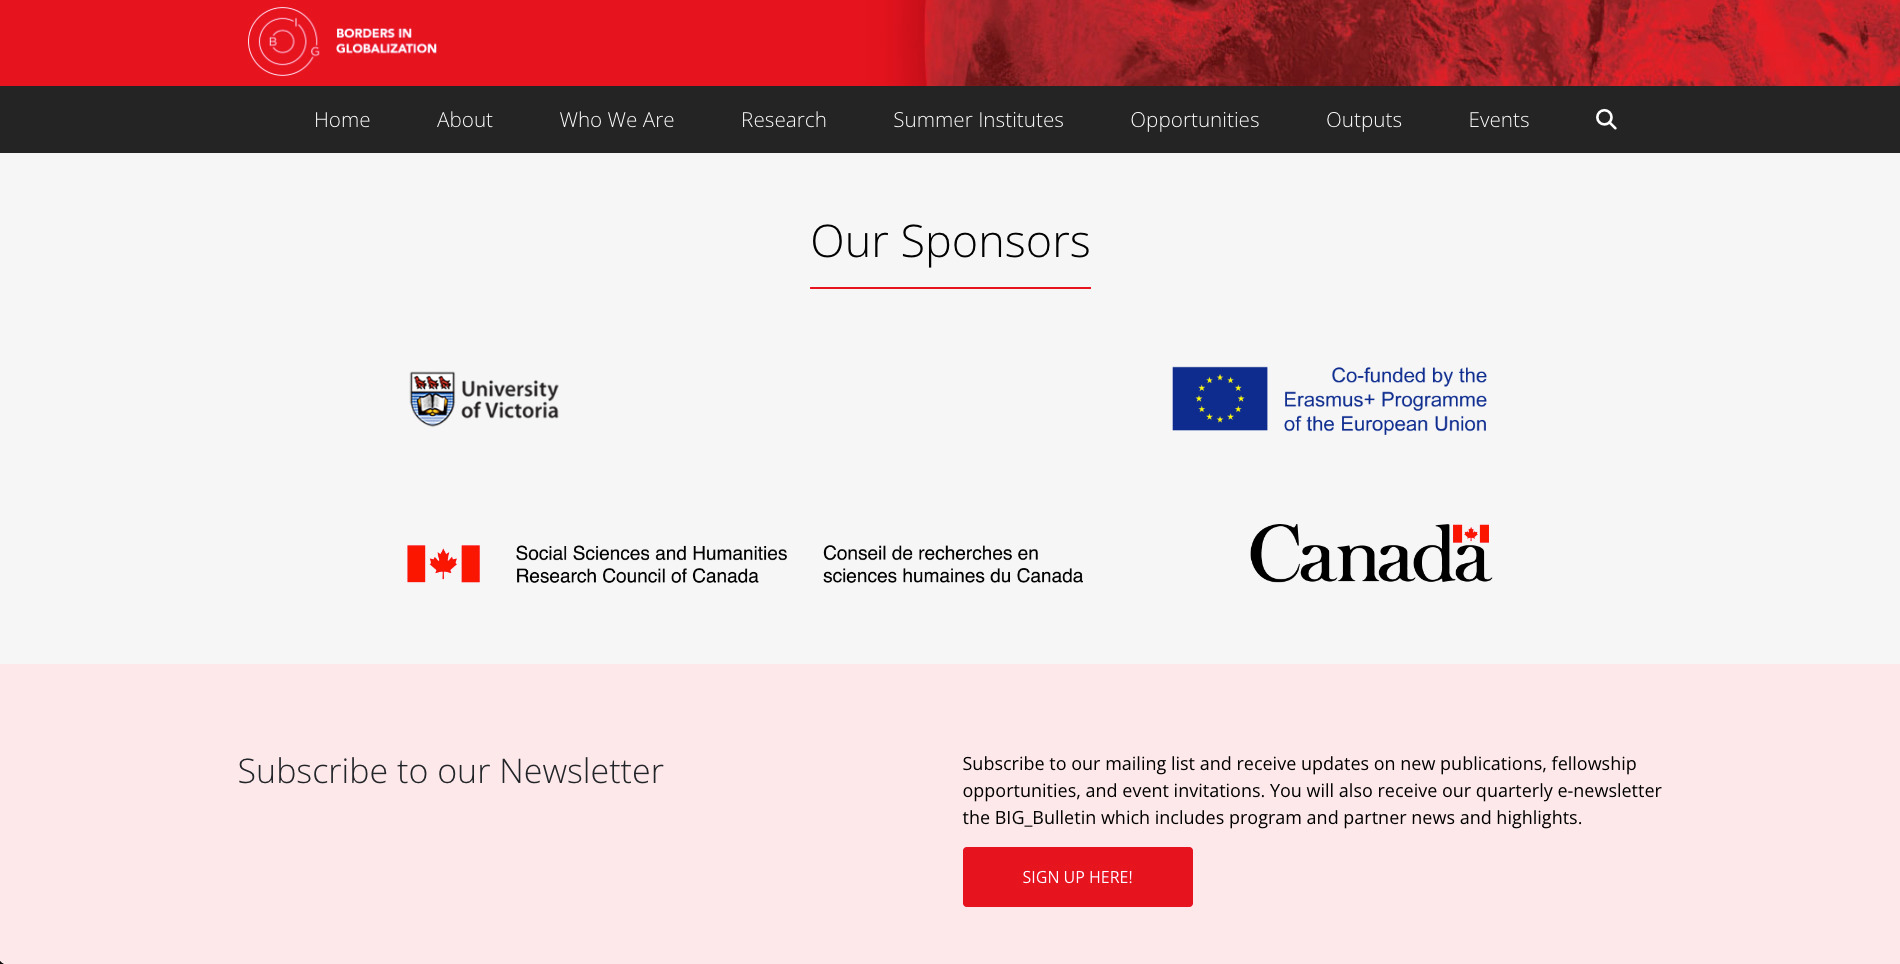 B I G
BORDERS IN
GLOBALIZATION
Home About Who We Are Research Summer Institutes Opportunities Outputs Events
Our Sponsors
University
of Victoria
Co-funded by the
Erasmus+ Programme
of the European Union
Social Sciences and Humanities
Research Council of Canada
Conseil de recherches en
sciences humaines du Canada
Canada
Subscribe to our Newsletter
Subscribe to our mailing list and receive updates on new publications, fellowship
opportunities, and event invitations. You will also receive our quarterly e-newsletter
the BIG_Bulletin which includes program and partner news and highlights.
SIGN UP HERE!